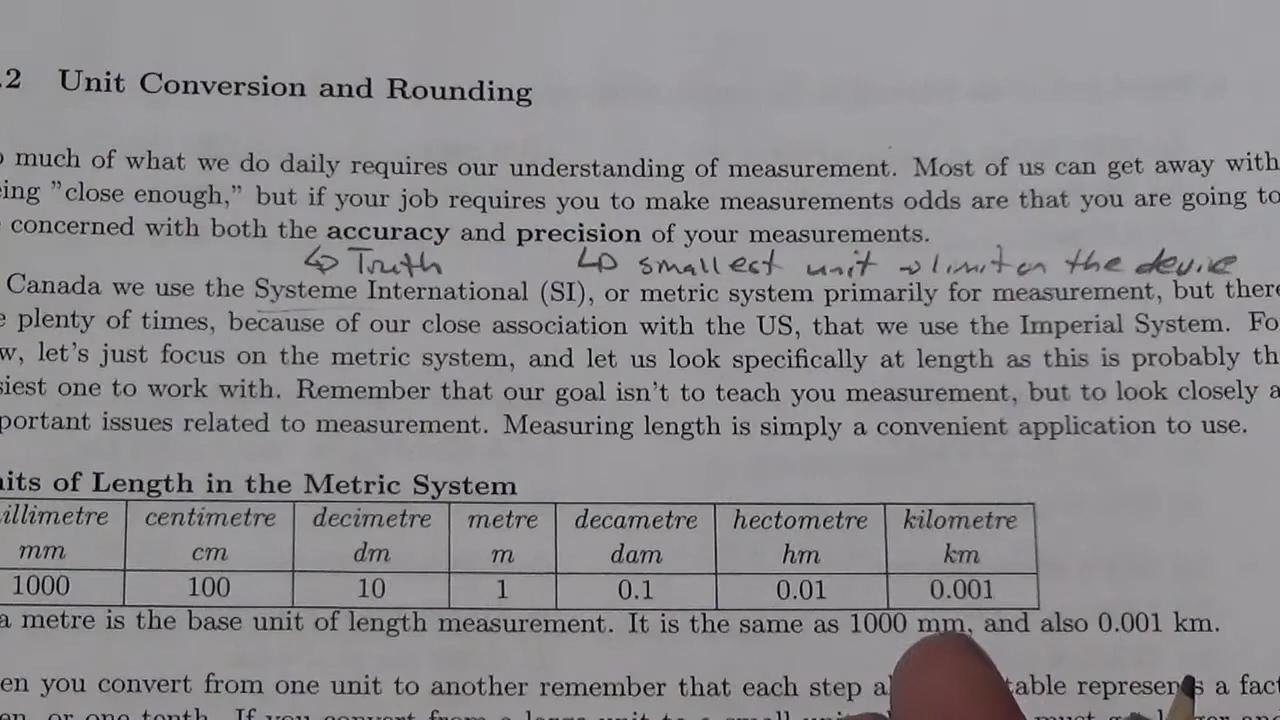 .2 Unit Conversion and Rounding
much of what we do daily requires our understanding of measurement. Most of us can get away with
ing "close enough," but if your job requires you to make measurements odds are that you are going to
concerned with both the accuracy and precision of your measurements.
↳ Truth ↳ smallest unit → limit on the device
Canada we use the Systeme International (SI), or metric system primarily for measurement, but there
plenty of times, because of our close association with the US, that we use the Imperial System. Fo
w, let's just focus on the metric system, and let us look specifically at length as this is probably th
siest one to work with. Remember that our goal isn't to teach you measurement, but to look closely a
portant issues related to measurement. Measuring length is simply a convenient application to use.
its of Length in the Metric System
illimetre centimetre decimetre metre decametre hectometre kilometre
mm cm dm m dam hm km
1000 100 10 1 0.1 0.01 0.001
a metre is the base unit of length measurement. It is the same as 1000 mm, and also 0.001 km.
en you convert from one unit to another remember that each step a table represents a fact